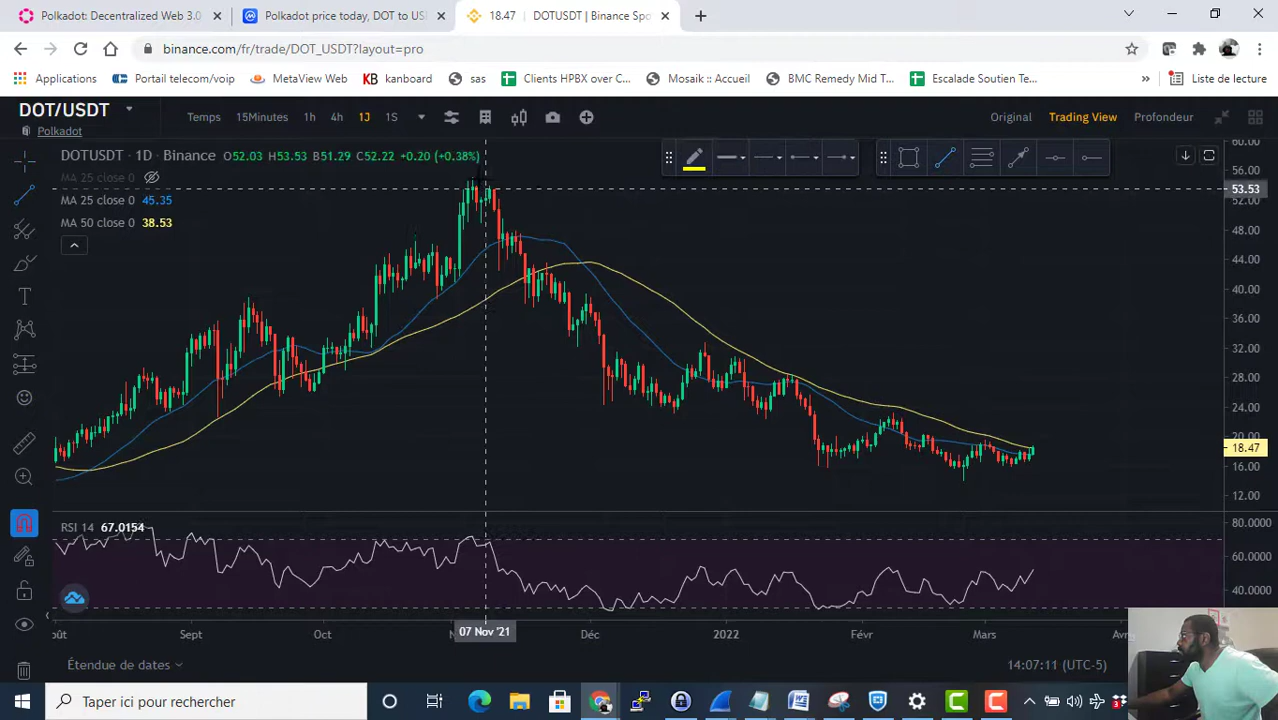 Polkadot: Decentralized Web 3.0
Polkadot price today, DOT to US
18.47 DOTUSDT | Binance Spo
binance.com/fr/trade/DOT_USDT?layout=pro
Applications
Portail telecom/voip
MetaView Web
kanboard
sas
Clients HPBX over C...
Mosaik :: Accueil
BMC Remedy Mid T...
Escalade Soutien Te...
Liste de lecture
DOT/USDT
Polkadot
Temps 15Minutes 1h 4h 1J 1S
Original Trading View Profondeur
DOTUSDT · 1D · Binance O52.03 H53.53 B51.29 C52.22 +0.20 (+0.38%)
MA 25 close 0
MA 25 close 0 45.35
MA 50 close 0 38.53
60.00
56.00
53.53
52.00
48.00
44.00
40.00
36.00
32.00
28.00
24.00
20.00
18.47
16.00
12.00
RSI 14 67.0154
80.0000
60.0000
40.0000
oût Sept Oct 07 Nov '21 Déc 2022 Févr Mars Avr
Étendue de dates
14:07:11 (UTC-5)
Taper ici pour rechercher